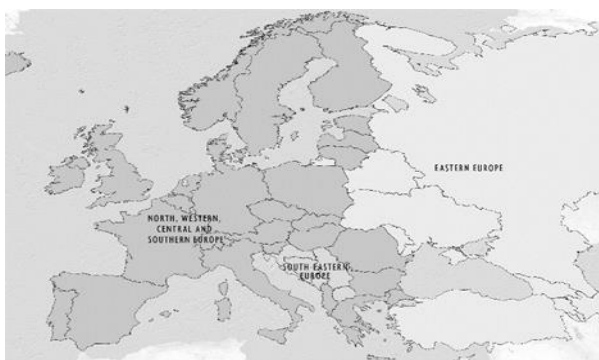 EASTERN EUROPE
NORTH, WESTERN,
CENTRAL AND
SOUTHERN EUROPE
SOUTH EASTERN
EUROPE